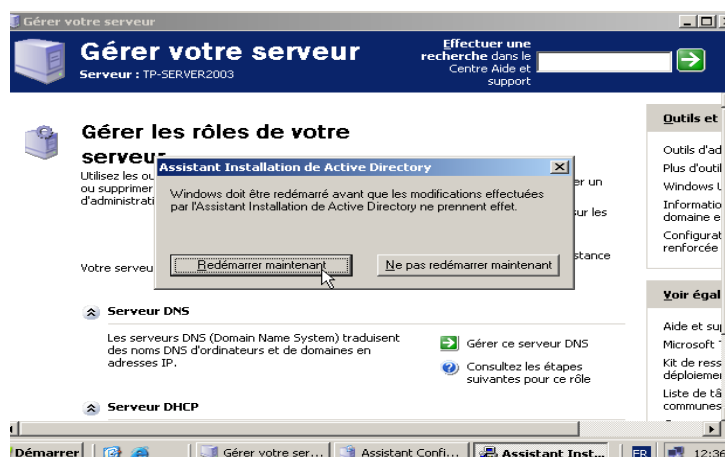 Gérer votre serveur
Gérer votre serveur
Serveur : TP-SERVER2003
Effectuer une
recherche dans le
Centre Aide et
support
Gérer les rôles de votre
serveur
Utilisez les ou
ou supprimer
d'administrati
er un
sur les
stance
Votre serveu
Assistant Installation de Active Directory
Windows doit être redémarré avant que les modifications effectuées
par l'Assistant Installation de Active Directory ne prennent effet.
Redémarrer maintenant
Ne pas redémarrer maintenant
Serveur DNS
Les serveurs DNS (Domain Name System) traduisent
des noms DNS d'ordinateurs et de domaines en
adresses IP.
Gérer ce serveur DNS
Consultez les étapes
suivantes pour ce rôle
Serveur DHCP
Outils et
Outils d'ad
Plus d'outil
Windows U
Informatio
domaine e
Configurat
renforcée
Voir égal
Aide et sup
Microsoft
Kit de ress
déploiemen
Liste de tâ
communes
Démarrer
Gérer votre ser...
Assistant Confi...
Assistant Inst...
FR
12:3